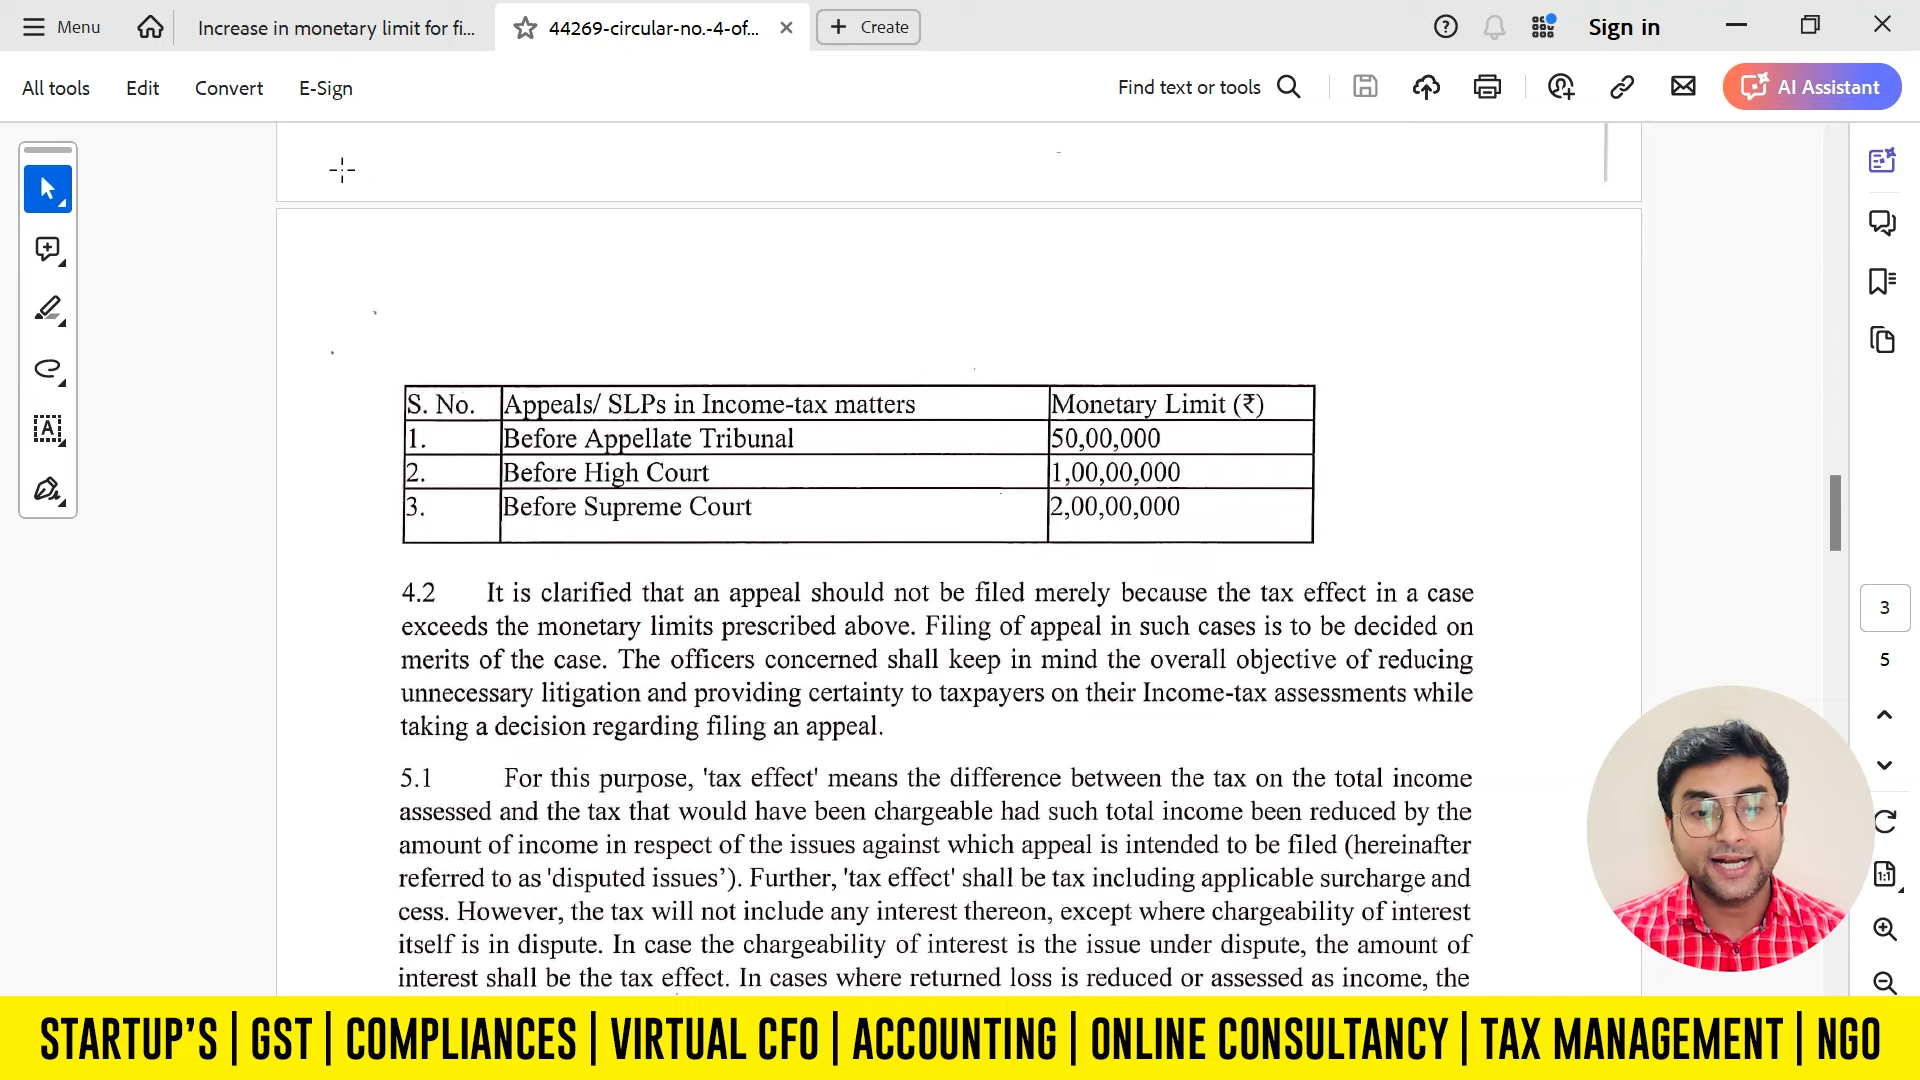 Menu
Increase in monetary limit for fi...
44269-circular-no.-4-of...
Create
Sign in
All tools
Edit
Convert
E-Sign
Find text or tools
AI Assistant
S. No. Appeals/ SLPs in Income-tax matters Monetary Limit (₹)
1. Before Appellate Tribunal 50,00,000
2. Before High Court 1,00,00,000
3. Before Supreme Court 2,00,00,000
4.2 It is clarified that an appeal should not be filed merely because the tax effect in a case
exceeds the monetary limits prescribed above. Filing of appeal in such cases is to be decided on
merits of the case. The officers concerned shall keep in mind the overall objective of reducing
unnecessary litigation and providing certainty to taxpayers on their Income-tax assessments while
taking a decision regarding filing an appeal.
5.1 For this purpose, 'tax effect' means the difference between the tax on the total income
assessed and the tax that would have been chargeable had such total income been reduced by the
amount of income in respect of the issues against which appeal is intended to be filed (hereinafter
referred to as 'disputed issues’). Further, 'tax effect' shall be tax including applicable surcharge and
cess. However, the tax will not include any interest thereon, except where chargeability of interest
itself is in dispute. In case the chargeability of interest is the issue under dispute, the amount of
interest shall be the tax effect. In cases where returned loss is reduced or assessed as income, the
3
5
STARTUP'S | GST | COMPLIANCES | VIRTUAL CFO | ACCOUNTING | ONLINE CONSULTANCY | TAX MANAGEMENT | NGO